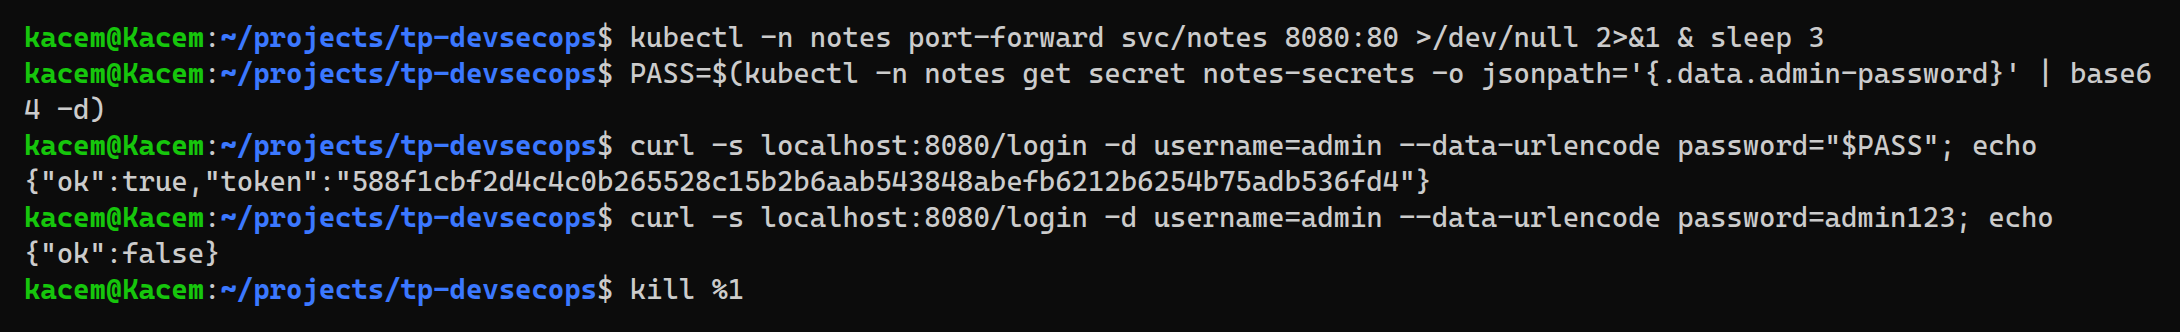 kacem@Kacem:~/projects/tp-devsecops$ kubectl -n notes port-forward svc/notes 8080:80 >/dev/null 2>&1 & sleep 3
kacem@Kacem:~/projects/tp-devsecops$ PASS=$(kubectl -n notes get secret notes-secrets -o jsonpath='{.data.admin-password}' | base6
4 -d)
kacem@Kacem:~/projects/tp-devsecops$ curl -s localhost:8080/login -d username=admin --data-urlencode password="$PASS"; echo
{"ok":true,"token":"588f1cbf2d4c4c0b265528c15b2b6aab543848abefb6212b6254b75adb536fd4"}
kacem@Kacem:~/projects/tp-devsecops$ curl -s localhost:8080/login -d username=admin --data-urlencode password=admin123; echo
{"ok":false}
kacem@Kacem:~/projects/tp-devsecops$ kill %1